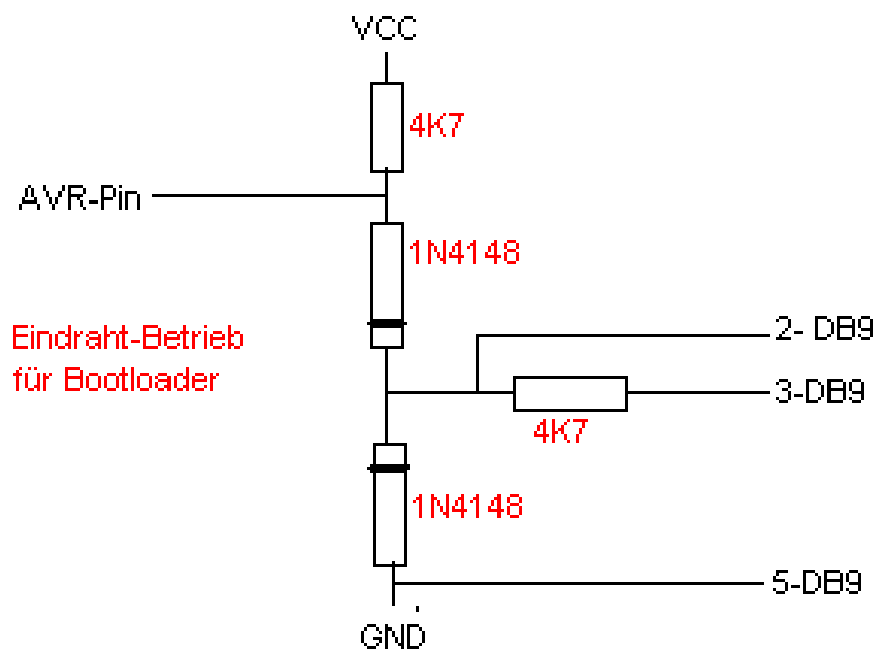 VCC
4K7
AVR-Pin
1N4148
Eindraht-Betrieb
für Bootloader
2- DB9
3-DB9
4K7
1N4148
5-DB9
GND